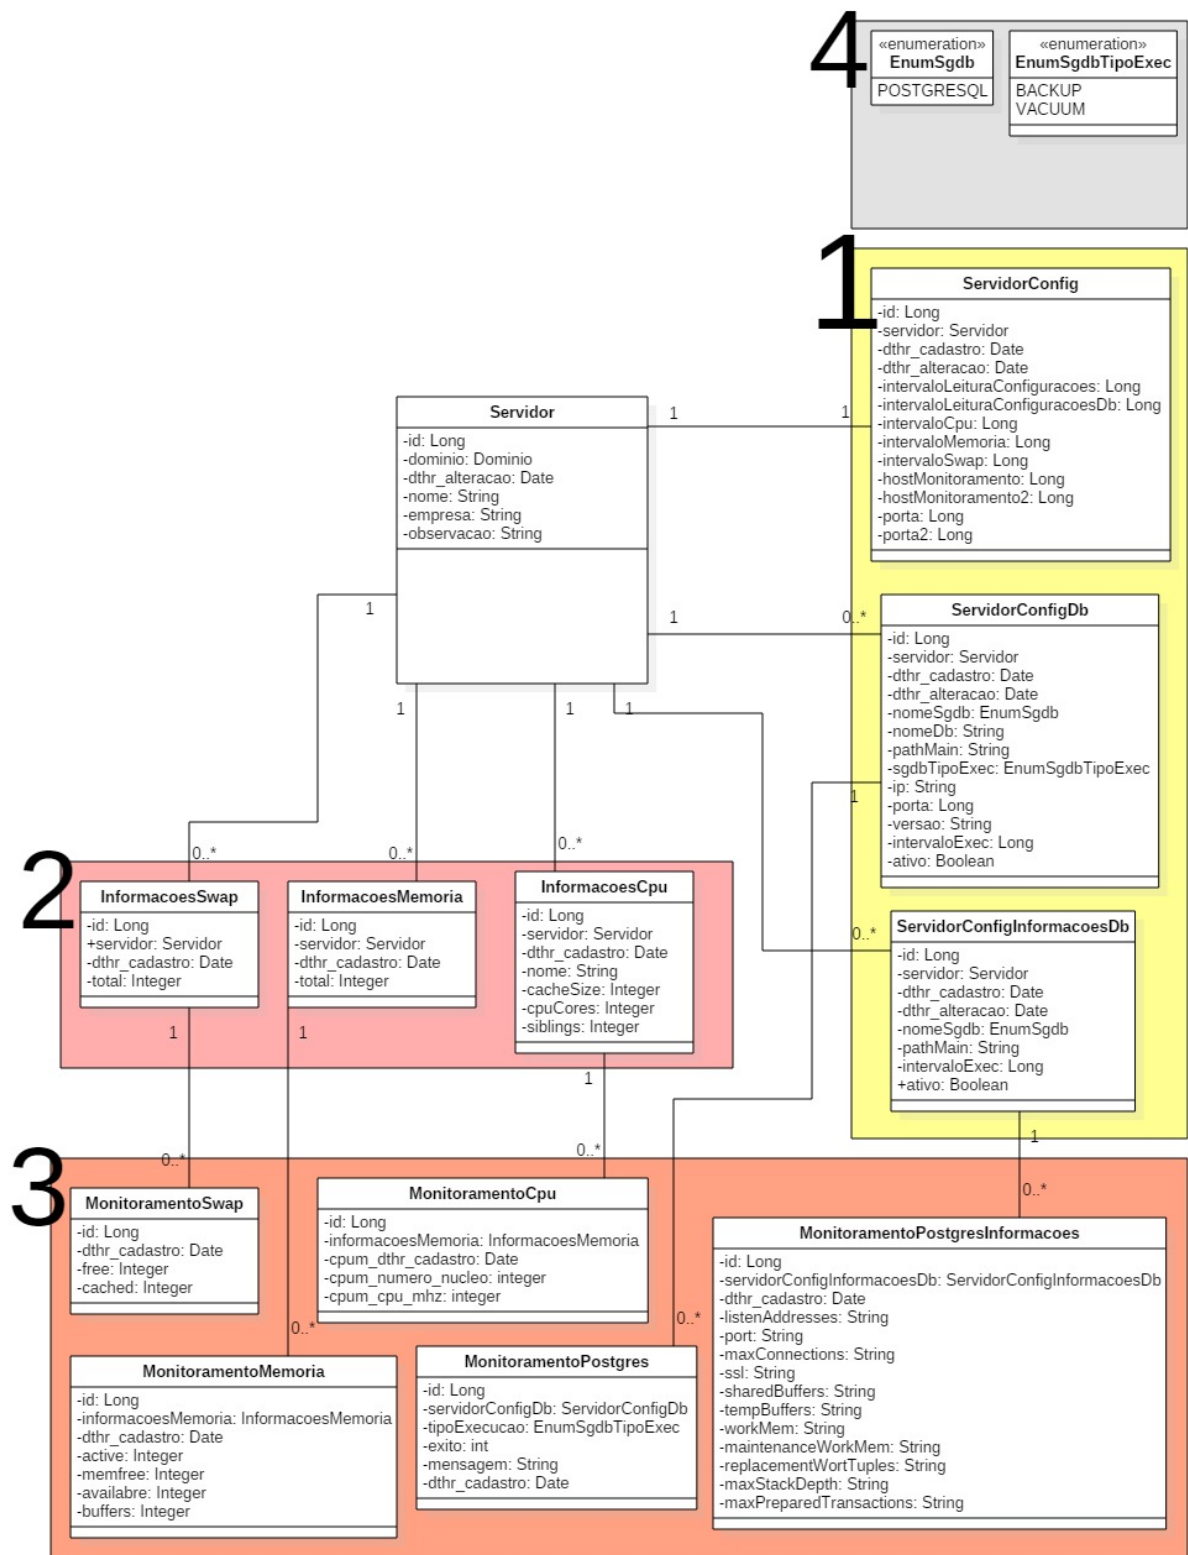 4
«enumeration»
EnumSgdb
POSTGRESQL
«enumeration»
EnumSgdbTipoExec
BACKUP
VACUUM
1
ServidorConfig
-id: Long
-servidor: Servidor
-dthr_cadastro: Date
-dthr_alteracao: Date
-intervaloLeituraConfiguracoes: Long
-intervaloLeituraConfiguracoesDb: Long
-intervaloCpu: Long
-intervaloMemoria: Long
-intervaloSwap: Long
-hostMonitoramento: Long
-hostMonitoramento2: Long
-porta: Long
-porta2: Long
Servidor
-id: Long
-dominio: Dominio
-dthr_alteracao: Date
-nome: String
-empresa: String
-observacao: String
1
1
1
0..*
1
1
1
1
ServidorConfigDb
-id: Long
-servidor: Servidor
-dthr_cadastro: Date
-dthr_alteracao: Date
-nomeSgdb: EnumSgdb
-nomeDb: String
-pathMain: String
-sgdbTipoExec: EnumSgdbTipoExec
-ip: String
-porta: Long
-versao: String
-intervaloExec: Long
-ativo: Boolean
1
0..*
0..*
0..*
0..*
2
InformacoesSwap
-id: Long
+servidor: Servidor
-dthr_cadastro: Date
-total: Integer
InformacoesMemoria
-id: Long
-servidor: Servidor
-dthr_cadastro: Date
-total: Integer
InformacoesCpu
-id: Long
-servidor: Servidor
-dthr_cadastro: Date
-nome: String
-cacheSize: Integer
-cpuCores: Integer
-siblings: Integer
ServidorConfigInformacoesDb
-id: Long
-servidor: Servidor
-dthr_cadastro: Date
-dthr_alteracao: Date
-nomeSgdb: EnumSgdb
-pathMain: String
-intervaloExec: Long
+ativo: Boolean
1
1
1
1
0..*
0..*
0..*
3
MonitoramentoSwap
-id: Long
-dthr_cadastro: Date
-free: Integer
-cached: Integer
MonitoramentoCpu
-id: Long
-informacoesMemoria: InformacoesMemoria
-cpum_dthr_cadastro: Date
-cpum_numero_nucleo: integer
-cpum_cpu_mhz: integer
0..*
0..*
MonitoramentoPostgresInformacoes
-id: Long
-servidorConfigInformacoesDb: ServidorConfigInformacoesDb
-dthr_cadastro: Date
-listenAddresses: String
-port: String
-maxConnections: String
-ssl: String
-sharedBuffers: String
-tempBuffers: String
-workMem: String
-maintenanceWorkMem: String
-replacementWortTuples: String
-maxStackDepth: String
-maxPreparedTransactions: String
MonitoramentoMemoria
-id: Long
-informacoesMemoria: InformacoesMemoria
-dthr_cadastro: Date
-active: Integer
-memfree: Integer
-availabre: Integer
-buffers: Integer
MonitoramentoPostgres
-id: Long
-servidorConfigDb: ServidorConfigDb
-tipoExecucao: EnumSgdbTipoExec
-exito: int
-mensagem: String
-dthr_cadastro: Date